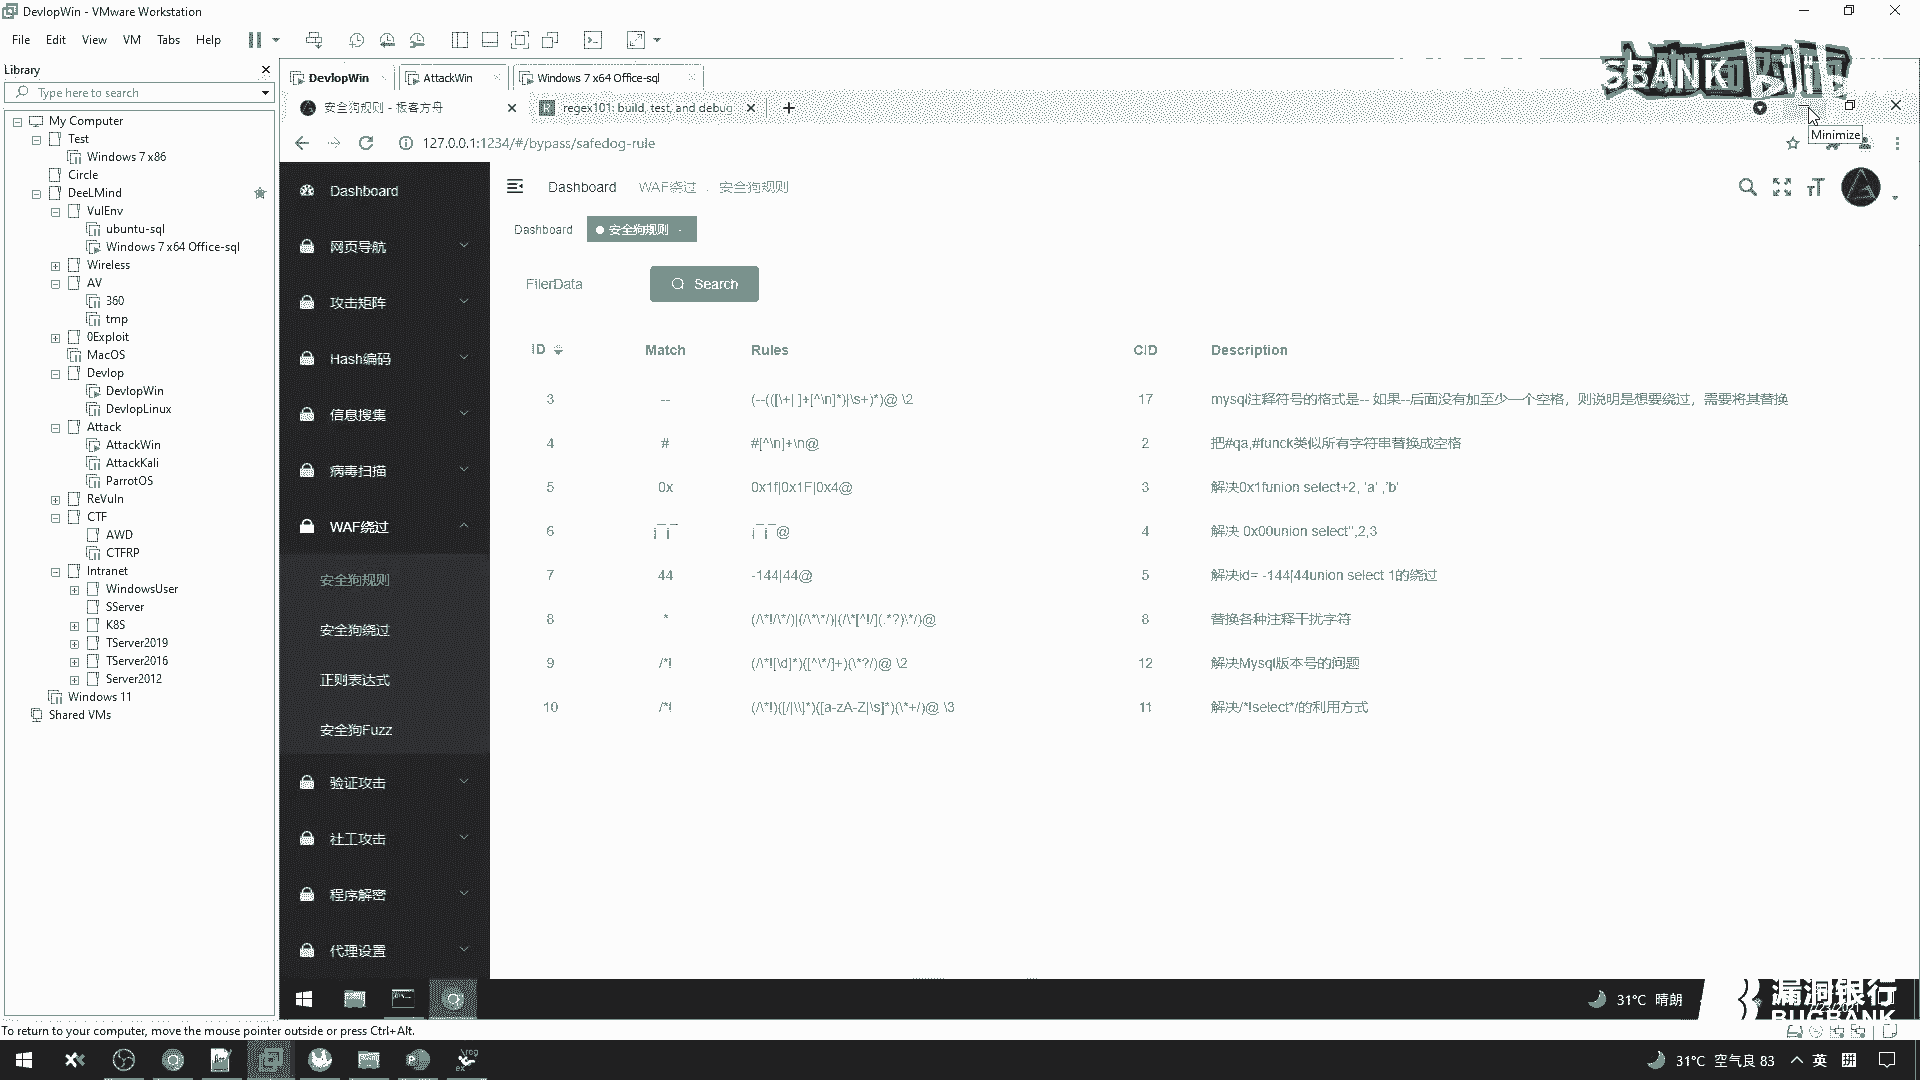 DevlopWin - VMware Workstation
File Edit View VM Tabs Help
Library
Type here to search
My Computer
Test
Windows 7 x86
Circle
DeeLMind
VulEnv
ubuntu-sql
Windows 7 x64 Office-sql
Wireless
AV
360
tmp
0Exploit
MacOS
Devlop
DevlopWin
DevlopLinux
Attack
AttackWin
AttackKali
ParrotOS
ReVuln
CTF
AWD
CTFRP
Intranet
WindowsUser
SServer
K8S
TServer2019
TServer2016
Server2012
Windows 11
Shared VMs
DevlopWin AttackWin Windows 7 x64 Office-sql
安全狗规则 - 极客方舟 regex101: build, test, and debug
SBANK Bilib
Minimize
127.0.0.1:1234/#/bypass/safedog-rule
Dashboard
网页导航
攻击矩阵
Hash编码
信息搜集
病毒扫描
WAF绕过
安全狗规则
安全狗绕过
正则表达式
安全狗Fuzz
验证攻击
社工攻击
程序解密
代理设置
Dashboard WAF绕过 . 安全狗规则
Dashboard 安全狗规则
FilerData Search
ID Match Rules CID Description
3 -- (--(([\+| ]+[^\n]*)|\s+)*)@ \2 17 mysql注释符号的格式是-- 如果--后面没有加至少一个空格，则说明是想要绕过，需要将其替换
4 # #[^\n]+\n@ 2 把#qa,#funck类似所有字符串替换成空格
5 0x 0x1f|0x1F|0x4@ 3 解决0x1funion select+2, 'a' ,'b'
6 ¡¯¡¯ ¡¯¡¯@ 4 解决 0x00union select'',2,3
7 44 -144|44@ 5 解决id= -144|44union select 1的绕过
8 * (/\*!/\*/)|(/\*\*/)|(/\*[^!/](.*?)\*/)@ 8 替换各种注释干扰字符
9 /*! (/\*![\d]*)([^\*/]+)(\*?/)@ \2 12 解决Mysql版本号的问题
10 /*! (/\*!)([/|\\]*)([a-zA-Z|\s]*)(\*+/)@ \3 11 解决/*!select*/的利用方式
31°C 晴朗
漏洞银行
BUGBANK
To return to your computer, move the mouse pointer outside or press Ctrl+Alt.
31°C 空气良 83 英 拼